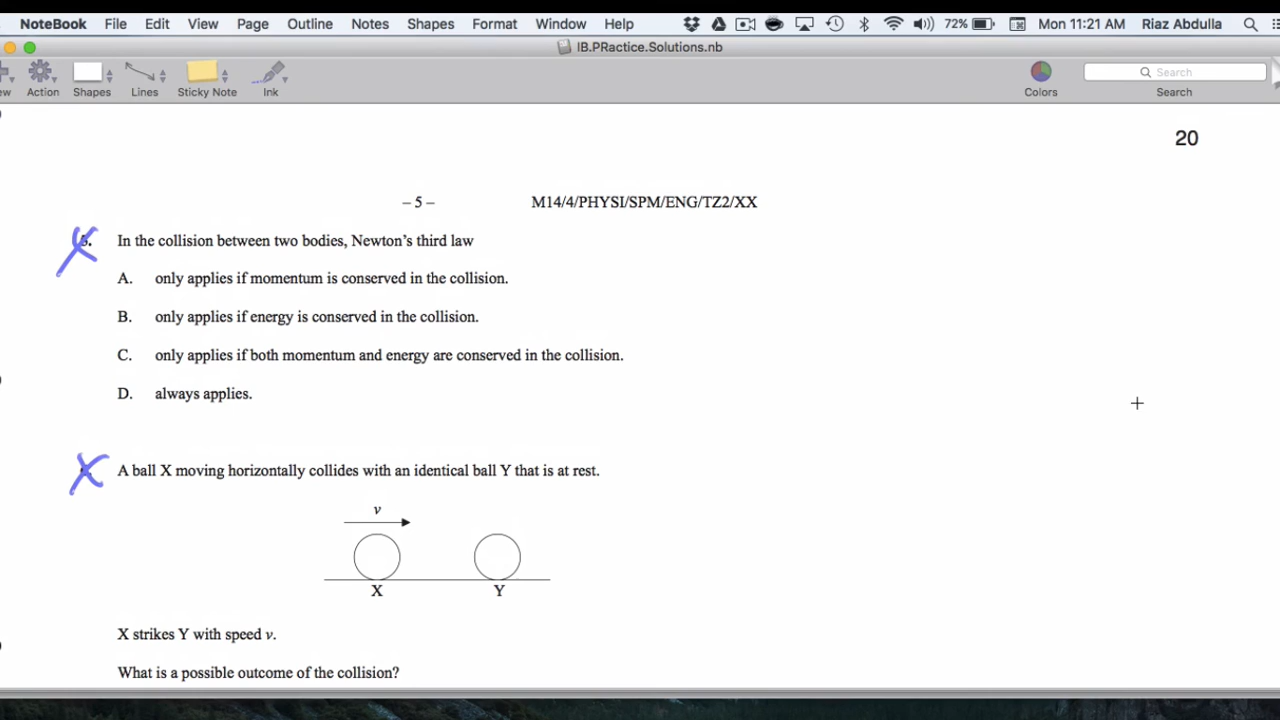 NoteBook File Edit View Page Outline Notes Shapes Format Window Help 72% Mon 11:21 AM Riaz Abdulla
IB.PRactice.Solutions.nb
Search
Action Shapes Lines Sticky Note Ink Colors Search
20
– 5 – M14/4/PHYSI/SPM/ENG/TZ2/XX
In the collision between two bodies, Newton's third law
A. only applies if momentum is conserved in the collision.
B. only applies if energy is conserved in the collision.
C. only applies if both momentum and energy are conserved in the collision.
D. always applies.
A ball X moving horizontally collides with an identical ball Y that is at rest.
v
X Y
X strikes Y with speed v.
What is a possible outcome of the collision?